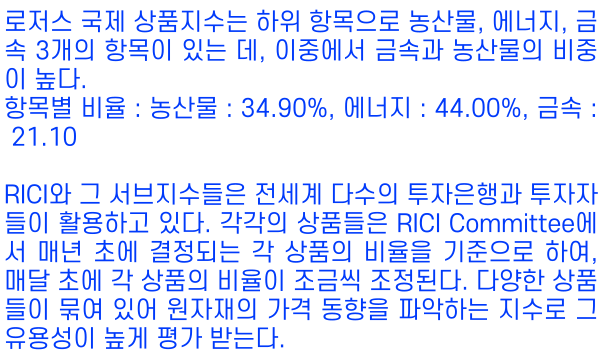 로저스 국제 상품지수는 하위 항목으로 농산물, 에너지, 금
속 3개의 항목이 있는 데, 이중에서 금속과 농산물의 비중
이 높다.
항목별 비율 : 농산물 : 34.90%, 에너지 : 44.00%, 금속 :
21.10
RICI와 그 서브지수들은 전세계 다수의 투자은행과 투자자
들이 활용하고 있다. 각각의 상품들은 RICI Committee에
서 매년 초에 결정되는 각 상품의 비율을 기준으로 하여,
매달 초에 각 상품의 비율이 조금씩 조정된다. 다양한 상품
들이 묶여 있어 원자재의 가격 동향을 파악하는 지수로 그
유용성이 높게 평가 받는다.